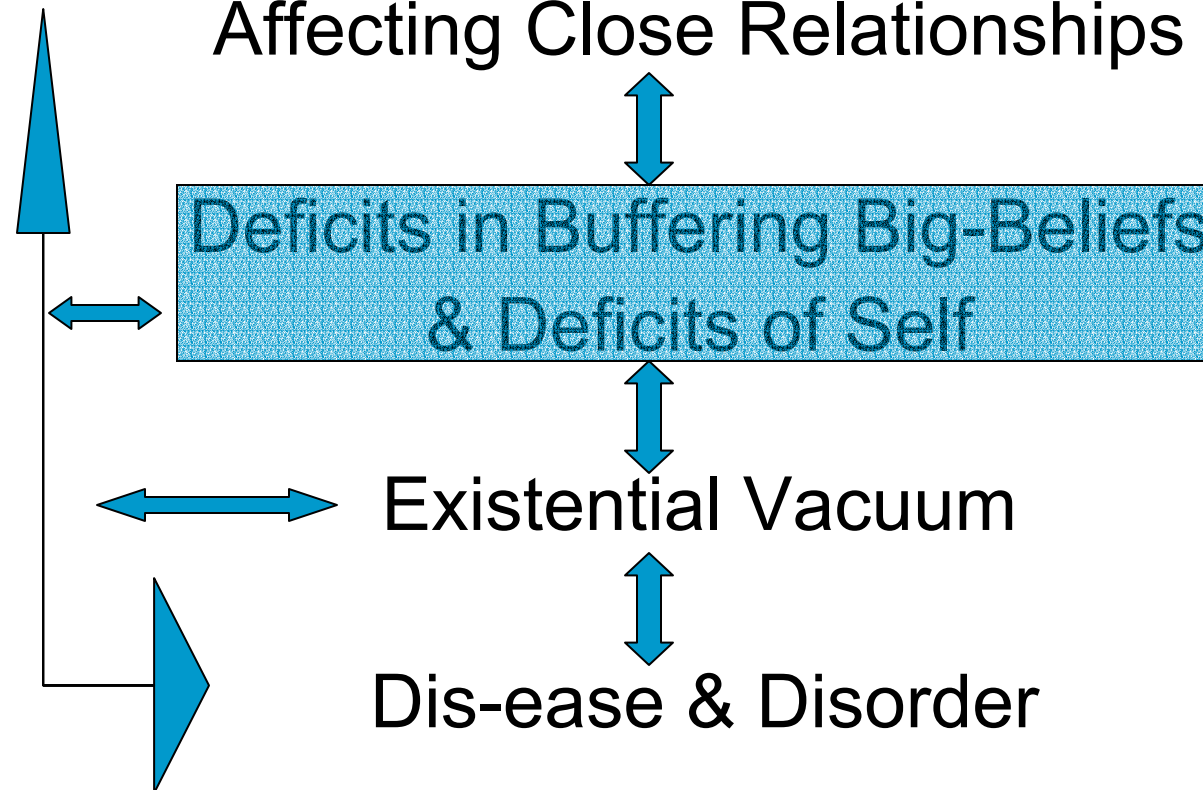 Affecting Close Relationships
Deficits in Buffering Big-Beliefs
& Deficits of Self
Existential Vacuum
Dis-ease & Disorder